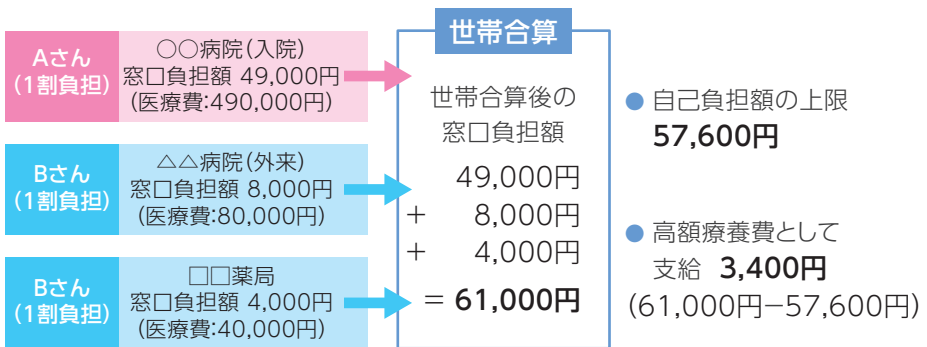 Aさん
(1割負担)
○○病院(入院)
窓口負担額 49,000円
(医療費:490,000円)
Bさん
(1割負担)
△△病院(外来)
窓口負担額 8,000円
(医療費:80,000円)
Bさん
(1割負担)
□□薬局
窓口負担額 4,000円
(医療費:40,000円)
世帯合算
世帯合算後の
窓口負担額
49,000円
+ 8,000円
+ 4,000円
= 61,000円
● 自己負担額の上限
57,600円
● 高額療養費として
支給 3,400円
(61,000円−57,600円)